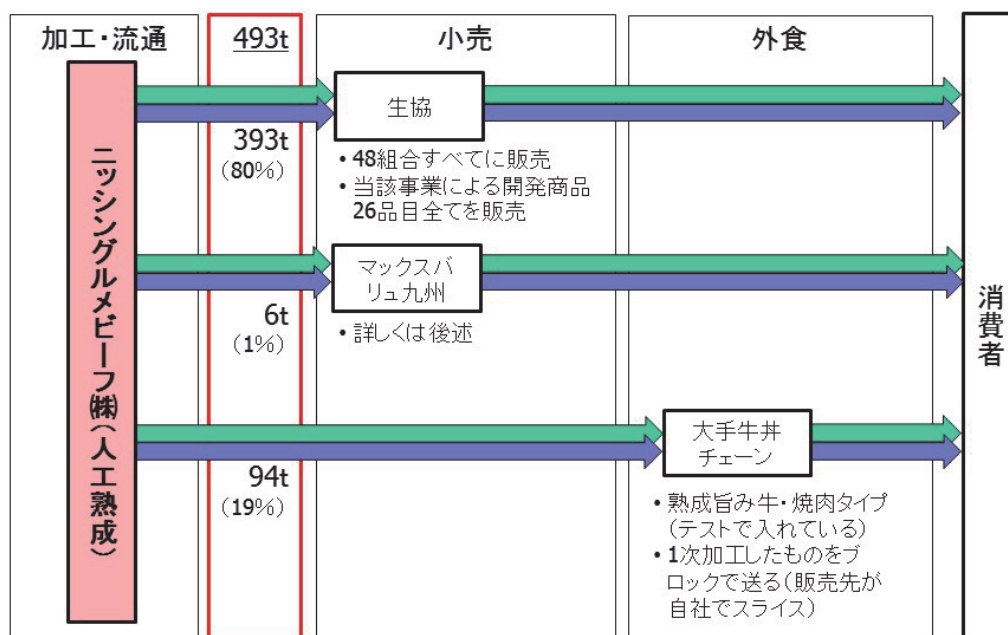 加工・流通
493t
小売
外食
ニッシングルメビーフ㈱(人工熟成)
生協
393t
(80%)
• 48組合すべてに販売
• 当該事業による開発商品
26品目全てを販売
マックスバ
リュ九州
6t
(1%)
• 詳しくは後述
大手牛丼
チェーン
94t
(19%)
• 熟成旨み牛・焼肉タイプ
(テストで入れている)
• 1次加工したものをブ
ロックで送る(販売先が
自社でスライス)
消費者